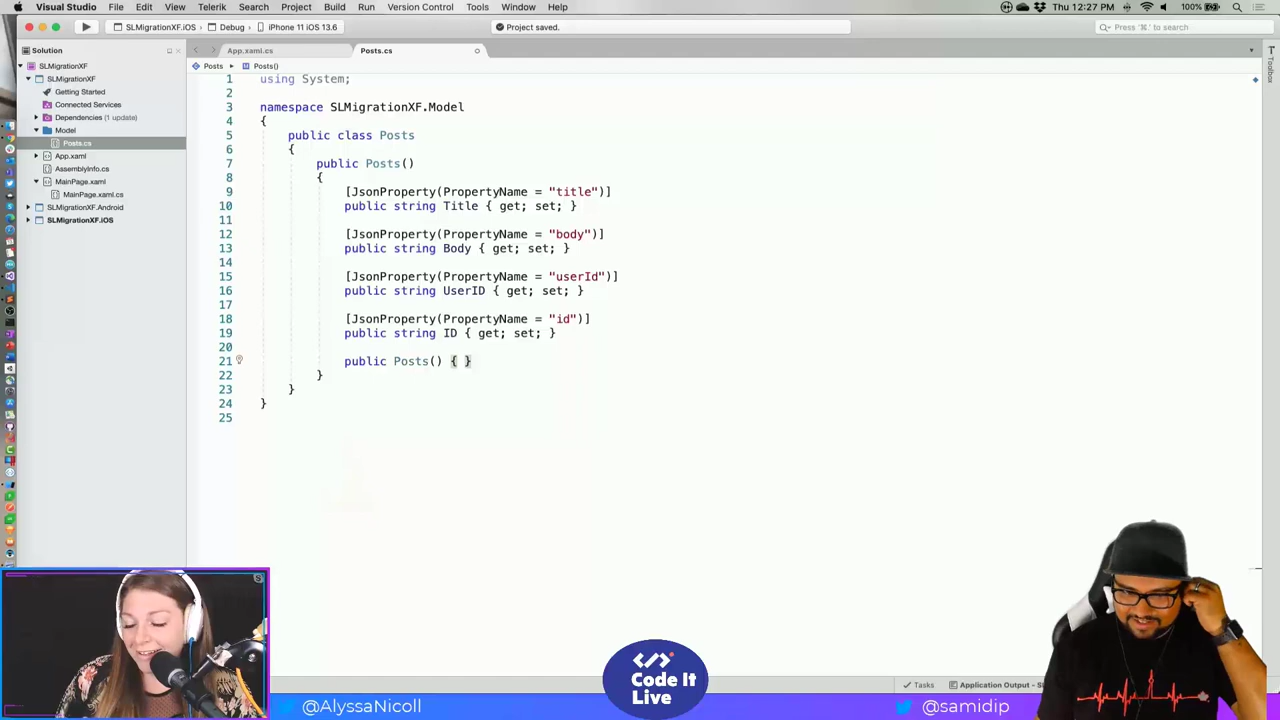 Visual Studio File Edit View Telerik Search Project Build Run Version Control Tools Window Help Thu 12:27 PM 100%
SLMigrationXF.iOS Debug iPhone 11 iOS 13.6 Project saved. Press '⌘.' to search
Solution App.xaml.cs Posts.cs Toolbox
Posts Posts()
SLMigrationXF
SLMigrationXF
Getting Started
Connected Services
Dependencies (1 update)
Model
Posts.cs
App.xaml
AssemblyInfo.cs
MainPage.xaml
MainPage.xaml.cs
SLMigrationXF.Android
SLMigrationXF.iOS
1 using System;
2
3 namespace SLMigrationXF.Model
4 {
5 public class Posts
6 {
7 public Posts()
8 {
9 [JsonProperty(PropertyName = "title")]
10 public string Title { get; set; }
11
12 [JsonProperty(PropertyName = "body")]
13 public string Body { get; set; }
14
15 [JsonProperty(PropertyName = "userId")]
16 public string UserID { get; set; }
17
18 [JsonProperty(PropertyName = "id")]
19 public string ID { get; set; }
20
21 public Posts() { }
22 }
23 }
24 }
25
Tasks Application Output - SL
</> Code It Live
@AlyssaNicoll
@samidip